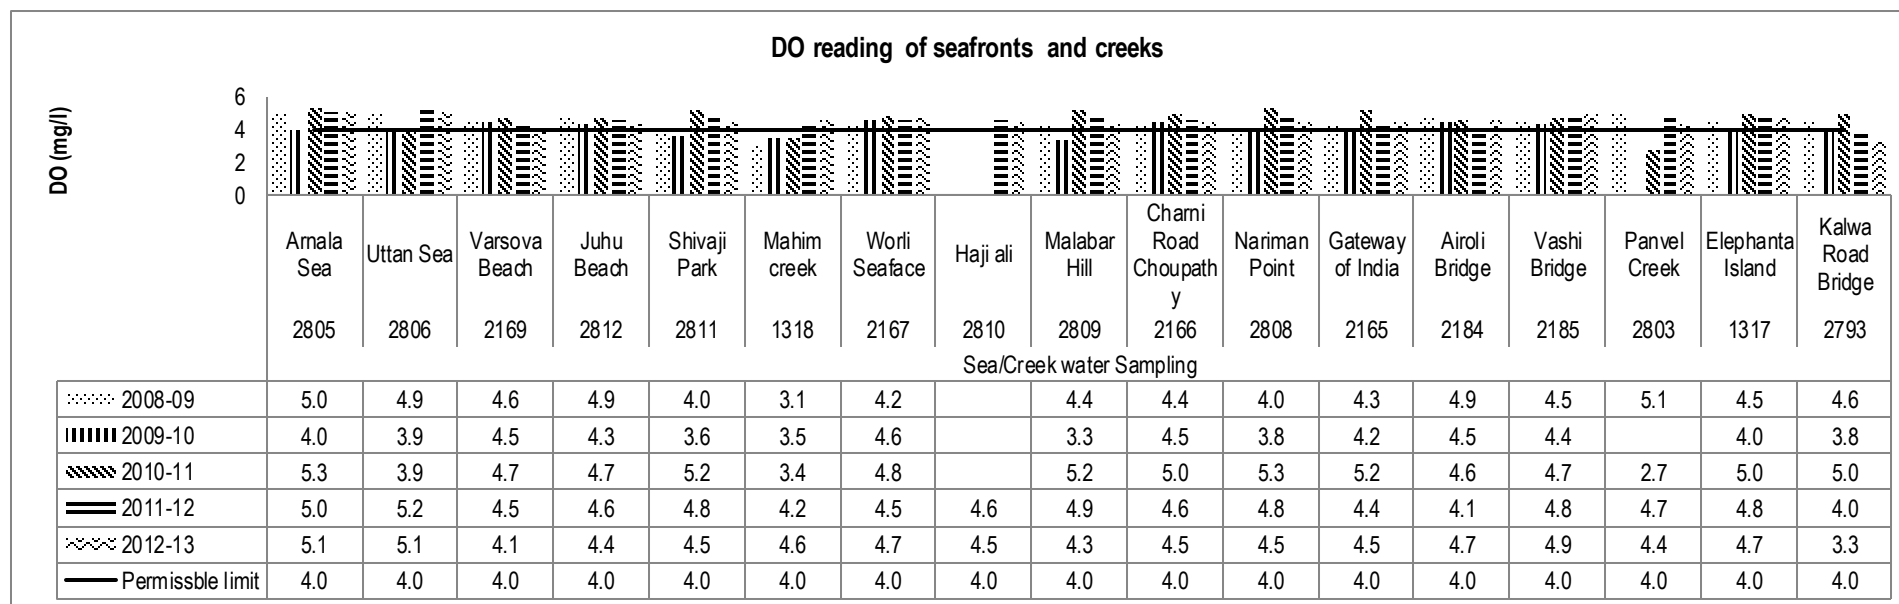 DO reading of seafronts and creeks
DO (mg/l)
6
4
2
0
Arnala Sea Uttan Sea Varsova Beach Juhu Beach Shivaji Park Mahim creek Worli Seaface Haji ali Malabar Hill Charni Road Choupath y Nariman Point Gateway of India Airoli Bridge Vashi Bridge Panvel Creek Elephanta Island Kalwa Road Bridge
2805 2806 2169 2812 2811 1318 2167 2810 2809 2166 2808 2165 2184 2185 2803 1317 2793
Sea/Creek water Sampling
2008-09 5.0 4.9 4.6 4.9 4.0 3.1 4.2 4.4 4.4 4.0 4.3 4.9 4.5 5.1 4.5 4.6
2009-10 4.0 3.9 4.5 4.3 3.6 3.5 4.6 3.3 4.5 3.8 4.2 4.5 4.4 4.0 3.8
2010-11 5.3 3.9 4.7 4.7 5.2 3.4 4.8 5.2 5.0 5.3 5.2 4.6 4.7 2.7 5.0 5.0
2011-12 5.0 5.2 4.5 4.6 4.8 4.2 4.5 4.6 4.9 4.6 4.8 4.4 4.1 4.8 4.7 4.8 4.0
2012-13 5.1 5.1 4.1 4.4 4.5 4.6 4.7 4.5 4.3 4.5 4.5 4.5 4.7 4.9 4.4 4.7 3.3
Permissble limit 4.0 4.0 4.0 4.0 4.0 4.0 4.0 4.0 4.0 4.0 4.0 4.0 4.0 4.0 4.0 4.0 4.0